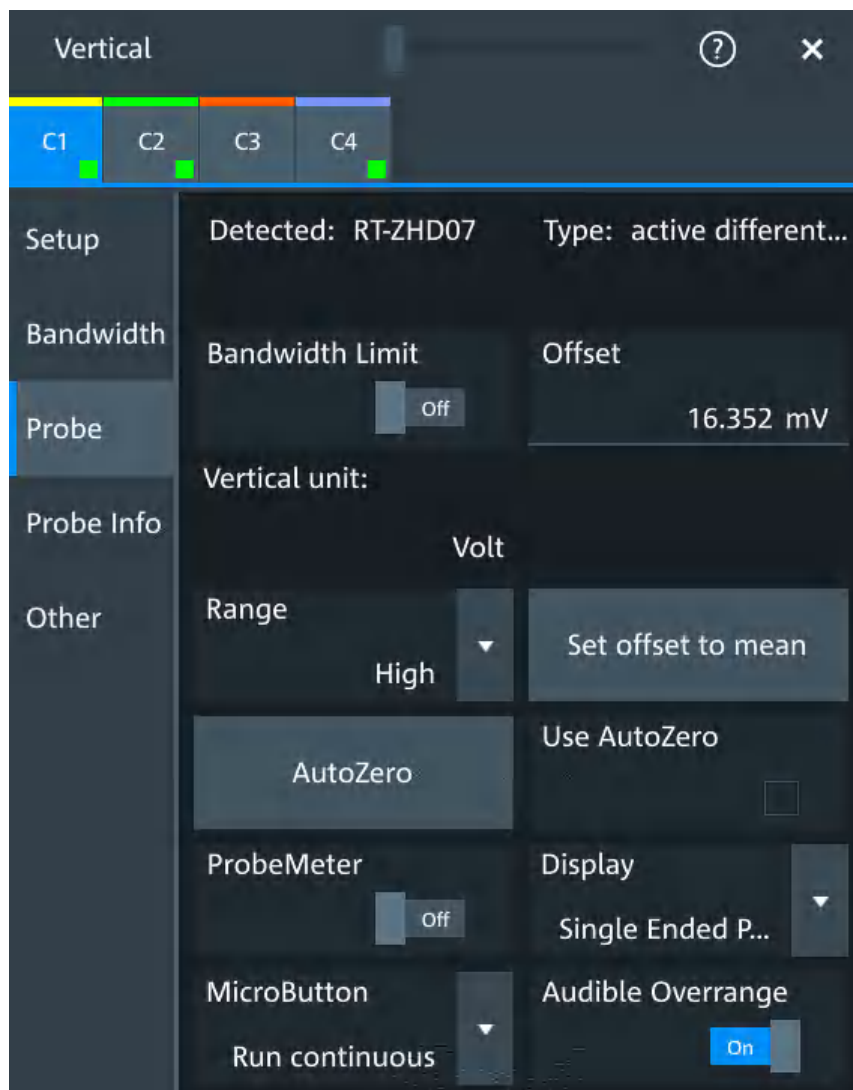 Vertical
?
C1 C2 C3 C4
Setup
Bandwidth
Probe
Probe Info
Other
Detected: RT-ZHD07 Type: active different...
Bandwidth Limit
Off
Offset
16.352 mV
Vertical unit:
Volt
Range
High
Set offset to mean
AutoZero
Use AutoZero
ProbeMeter
Off
Display
Single Ended P...
MicroButton
Run continuous
Audible Overrange
On